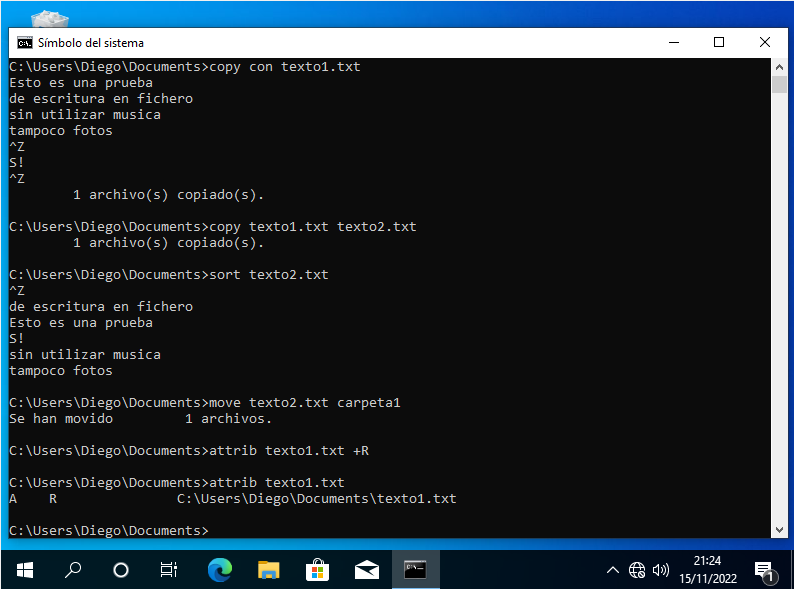 Símbolo del sistema
C:\Users\Diego\Documents>copy con texto1.txt
Esto es una prueba
de escritura en fichero
sin utilizar musica
tampoco fotos
^Z
S!
^Z
        1 archivo(s) copiado(s).
C:\Users\Diego\Documents>copy texto1.txt texto2.txt
        1 archivo(s) copiado(s).
C:\Users\Diego\Documents>sort texto2.txt
^Z
de escritura en fichero
Esto es una prueba
S!
sin utilizar musica
tampoco fotos
C:\Users\Diego\Documents>move texto2.txt carpeta1
Se han movido         1 archivos.
C:\Users\Diego\Documents>attrib texto1.txt +R
C:\Users\Diego\Documents>attrib texto1.txt
A    R               C:\Users\Diego\Documents\texto1.txt
C:\Users\Diego\Documents>
21:24
15/11/2022
1